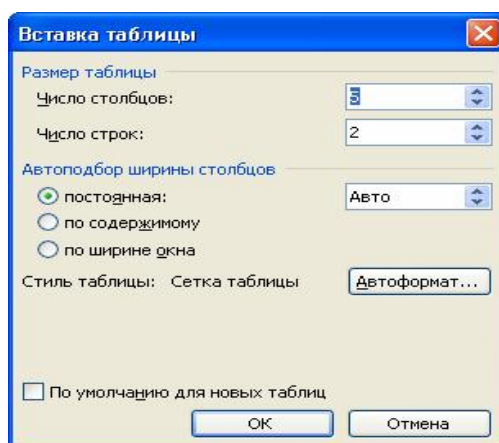 Вставка таблицы
Размер таблицы
Число столбцов: 5
Число строк: 2
Автоподбор ширины столбцов
постоянная: Авто
по содержимому
по ширине окна
Стиль таблицы: Сетка таблицы Автоформат...
По умолчанию для новых таблиц
ОК Отмена